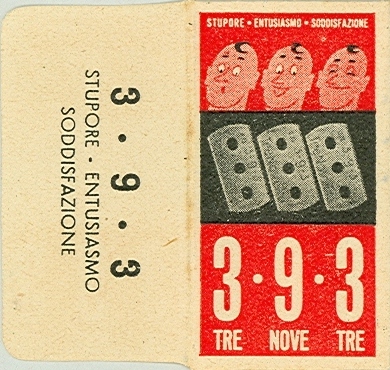 3 • 9 • 3
STUPORE • ENTUSIASMO
SODDISFAZIONE
STUPORE • ENTUSIASMO • SODDISFAZIONE
3 • 9 • 3
TRE NOVE TRE